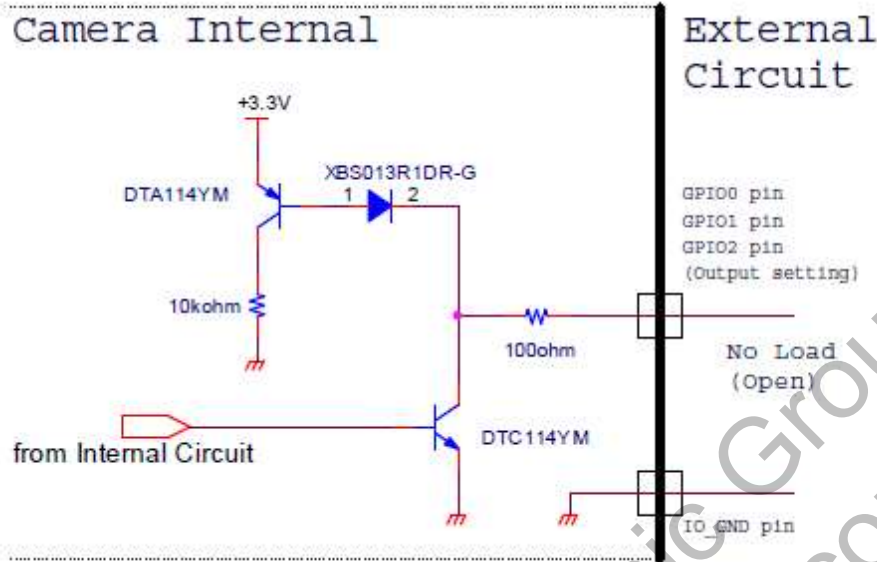 Camera Internal
External
Circuit
+3.3V
XBS013R1DR-G
DTA114YM
1
2
GPIO0 pin
GPIO1 pin
GPIO2 pin
(Output setting)
10kohm
100ohm
No Load
(Open)
DTC114YM
from Internal Circuit
IO_GND pin